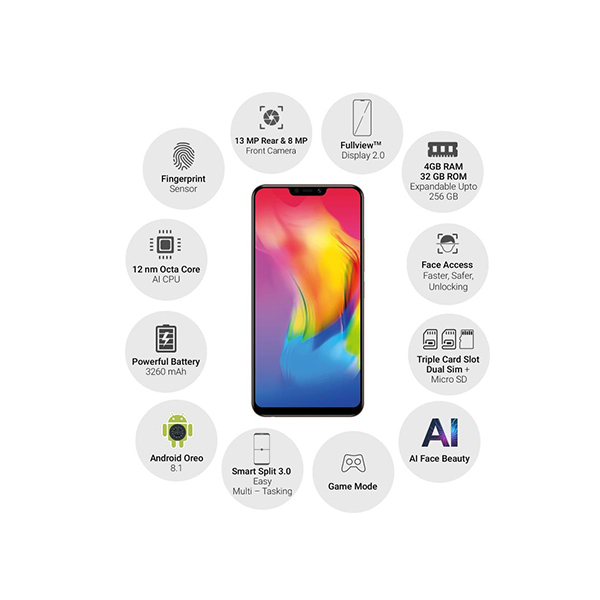 13 MP Rear & 8 MP
Front Camera
Fullview™
Display 2.0
4GB RAM
32 GB ROM
Expandable Upto
256 GB
Face Access
Faster, Safer,
Unlocking
Triple Card Slot
Dual Sim +
Micro SD
AI
AI Face Beauty
Game Mode
Smart Split 3.0
Easy
Multi – Tasking
Android Oreo
8.1
Powerful Battery
3260 mAh
12 nm Octa Core
AI CPU
Fingerprint
Sensor